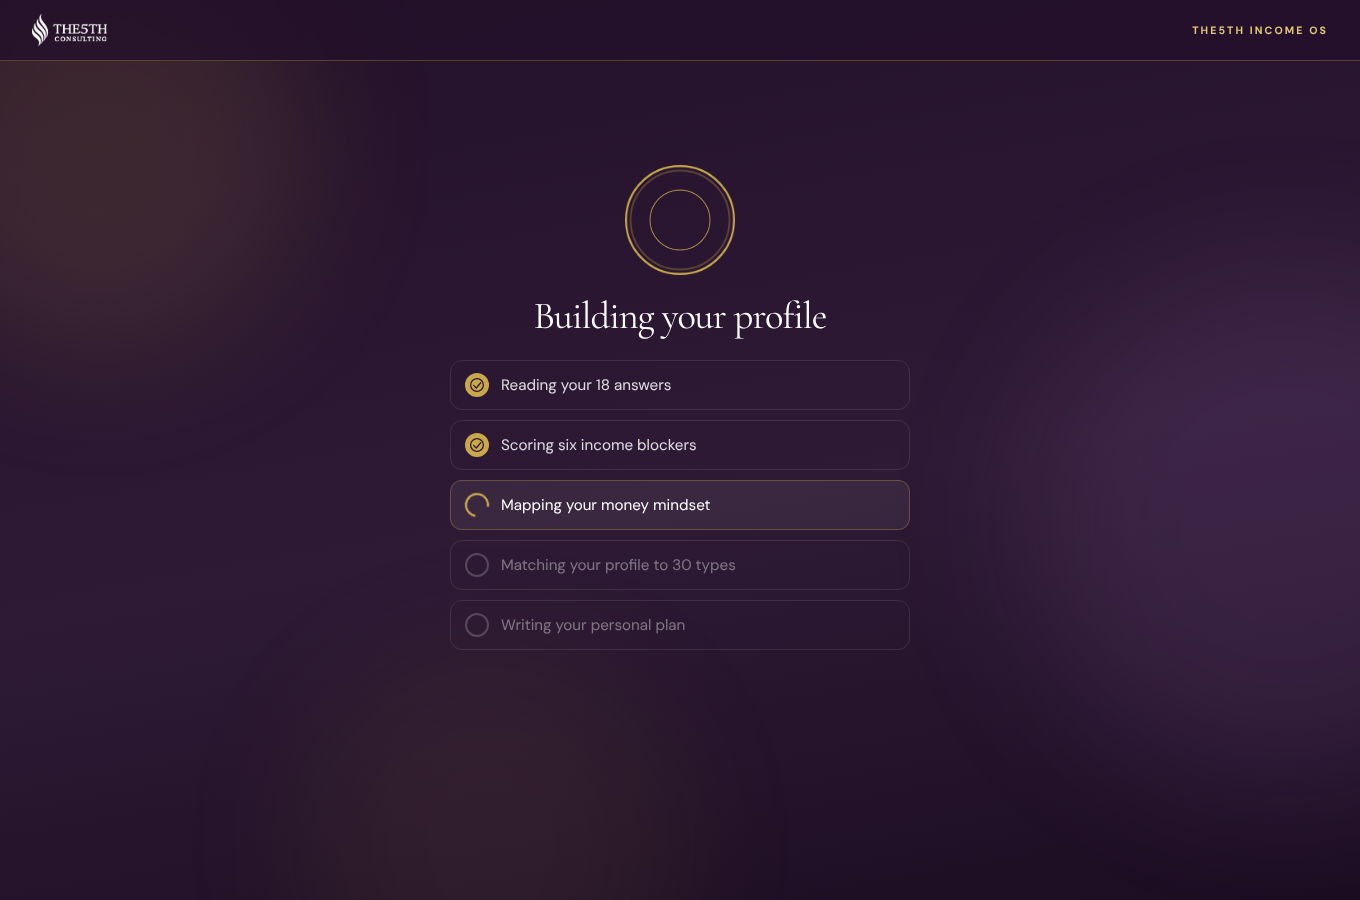 THE5TH
CONSULTING
THE5TH INCOME OS
Building your profile
Reading your 18 answers
Scoring six income blockers
Mapping your money mindset
Matching your profile to 30 types
Writing your personal plan